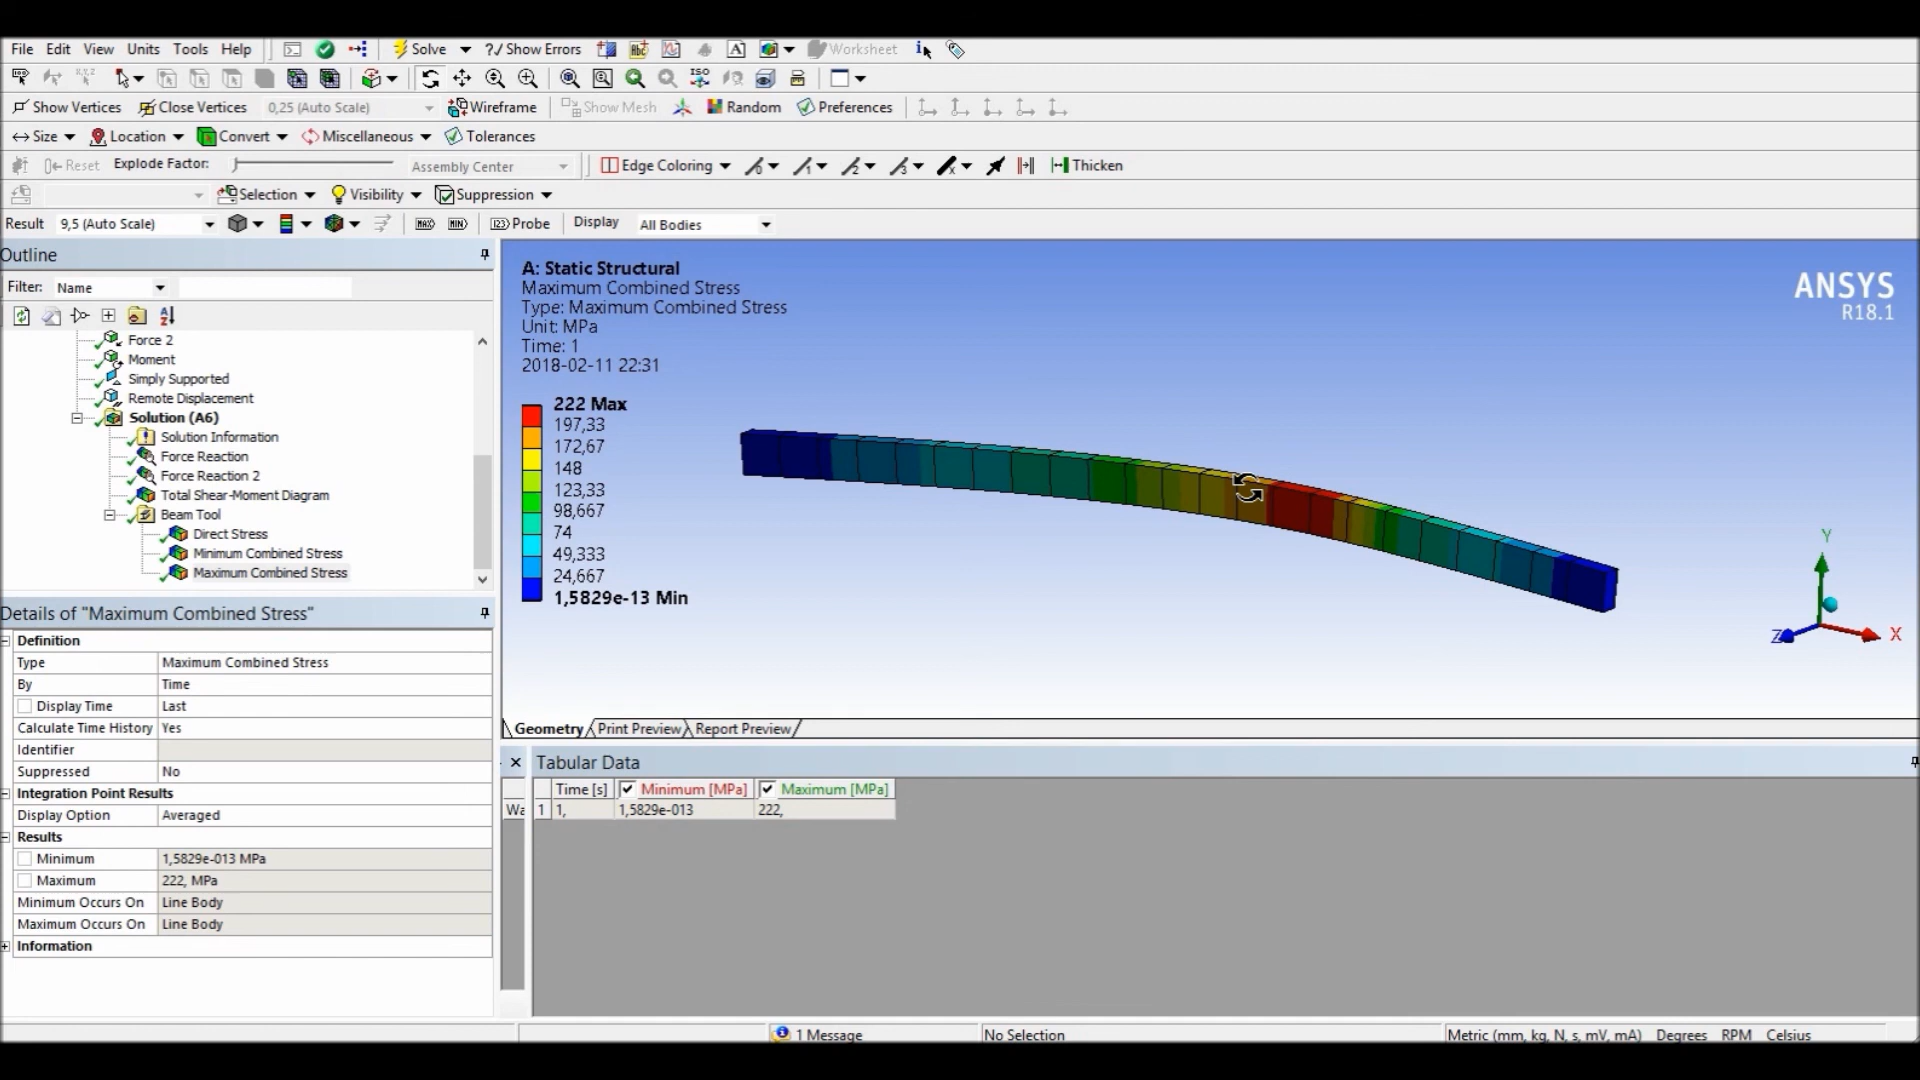 File Edit View Units Tools Help Solve ?/ Show Errors Worksheet
Show Vertices Close Vertices 0,25 (Auto Scale) Wireframe Show Mesh Random Preferences
Size Location Convert Miscellaneous Tolerances
Reset Explode Factor: Assembly Center Edge Coloring Thicken
Selection Visibility Suppression
Result 9,5 (Auto Scale) MAX MIN Probe Display All Bodies
Outline
Filter: Name
Force 2
Moment
Simply Supported
Remote Displacement
Solution (A6)
Solution Information
Force Reaction
Force Reaction 2
Total Shear-Moment Diagram
Beam Tool
Direct Stress
Minimum Combined Stress
Maximum Combined Stress
Details of "Maximum Combined Stress"
Definition
Type Maximum Combined Stress
By Time
Display Time Last
Calculate Time History Yes
Identifier
Suppressed No
Integration Point Results
Display Option Averaged
Results
Minimum 1,5829e-013 MPa
Maximum 222, MPa
Minimum Occurs On Line Body
Maximum Occurs On Line Body
Information
A: Static Structural
Maximum Combined Stress
Type: Maximum Combined Stress
Unit: MPa
Time: 1
2018-02-11 22:31
222 Max
197,33
172,67
148
123,33
98,667
74
49,333
24,667
1,5829e-13 Min
ANSYS
R18.1
Y
Z
X
Geometry Print Preview Report Preview
Tabular Data
Time [s] Minimum [MPa] Maximum [MPa]
1 1, 1,5829e-013 222,
1 Message No Selection Metric (mm, kg, N, s, mV, mA) Degrees RPM Celsius